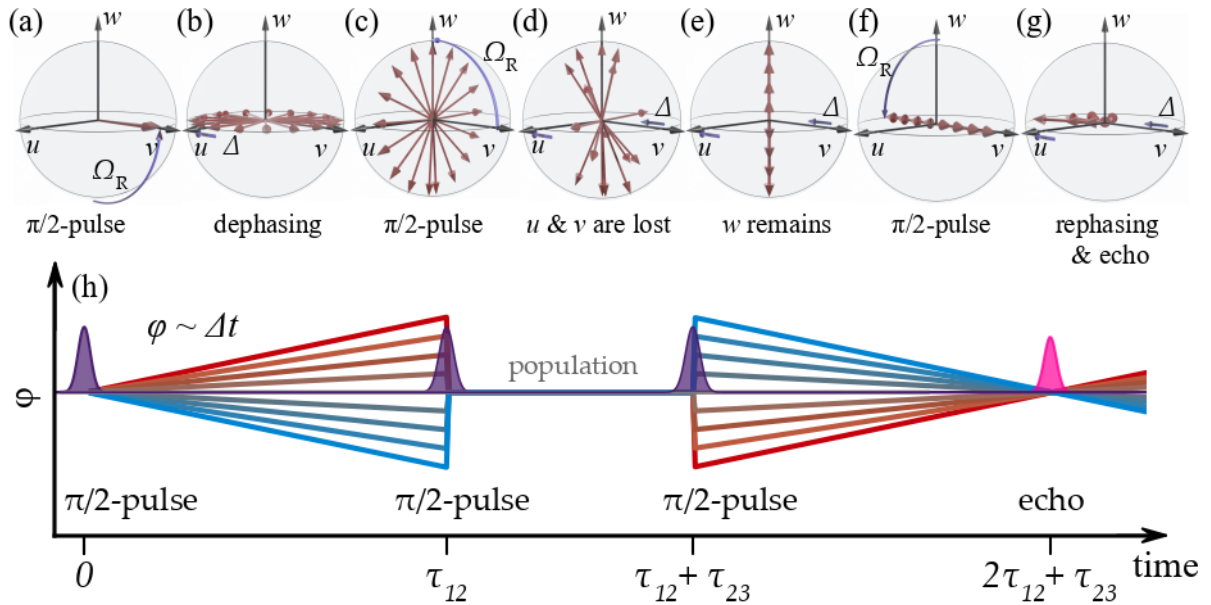 (a) w u v Ω_R π/2-pulse
(b) w u Δ v dephasing
(c) w Ω_R u v π/2-pulse
(d) w Δ u v u & v are lost
(e) w Δ u v w remains
(f) w Ω_R u v π/2-pulse
(g) w Δ u v rephasing
& echo
(h)
φ ~ Δt
population
φ
π/2-pulse π/2-pulse π/2-pulse echo
time
0 τ_12 τ_12 + τ_23 2τ_12 + τ_23